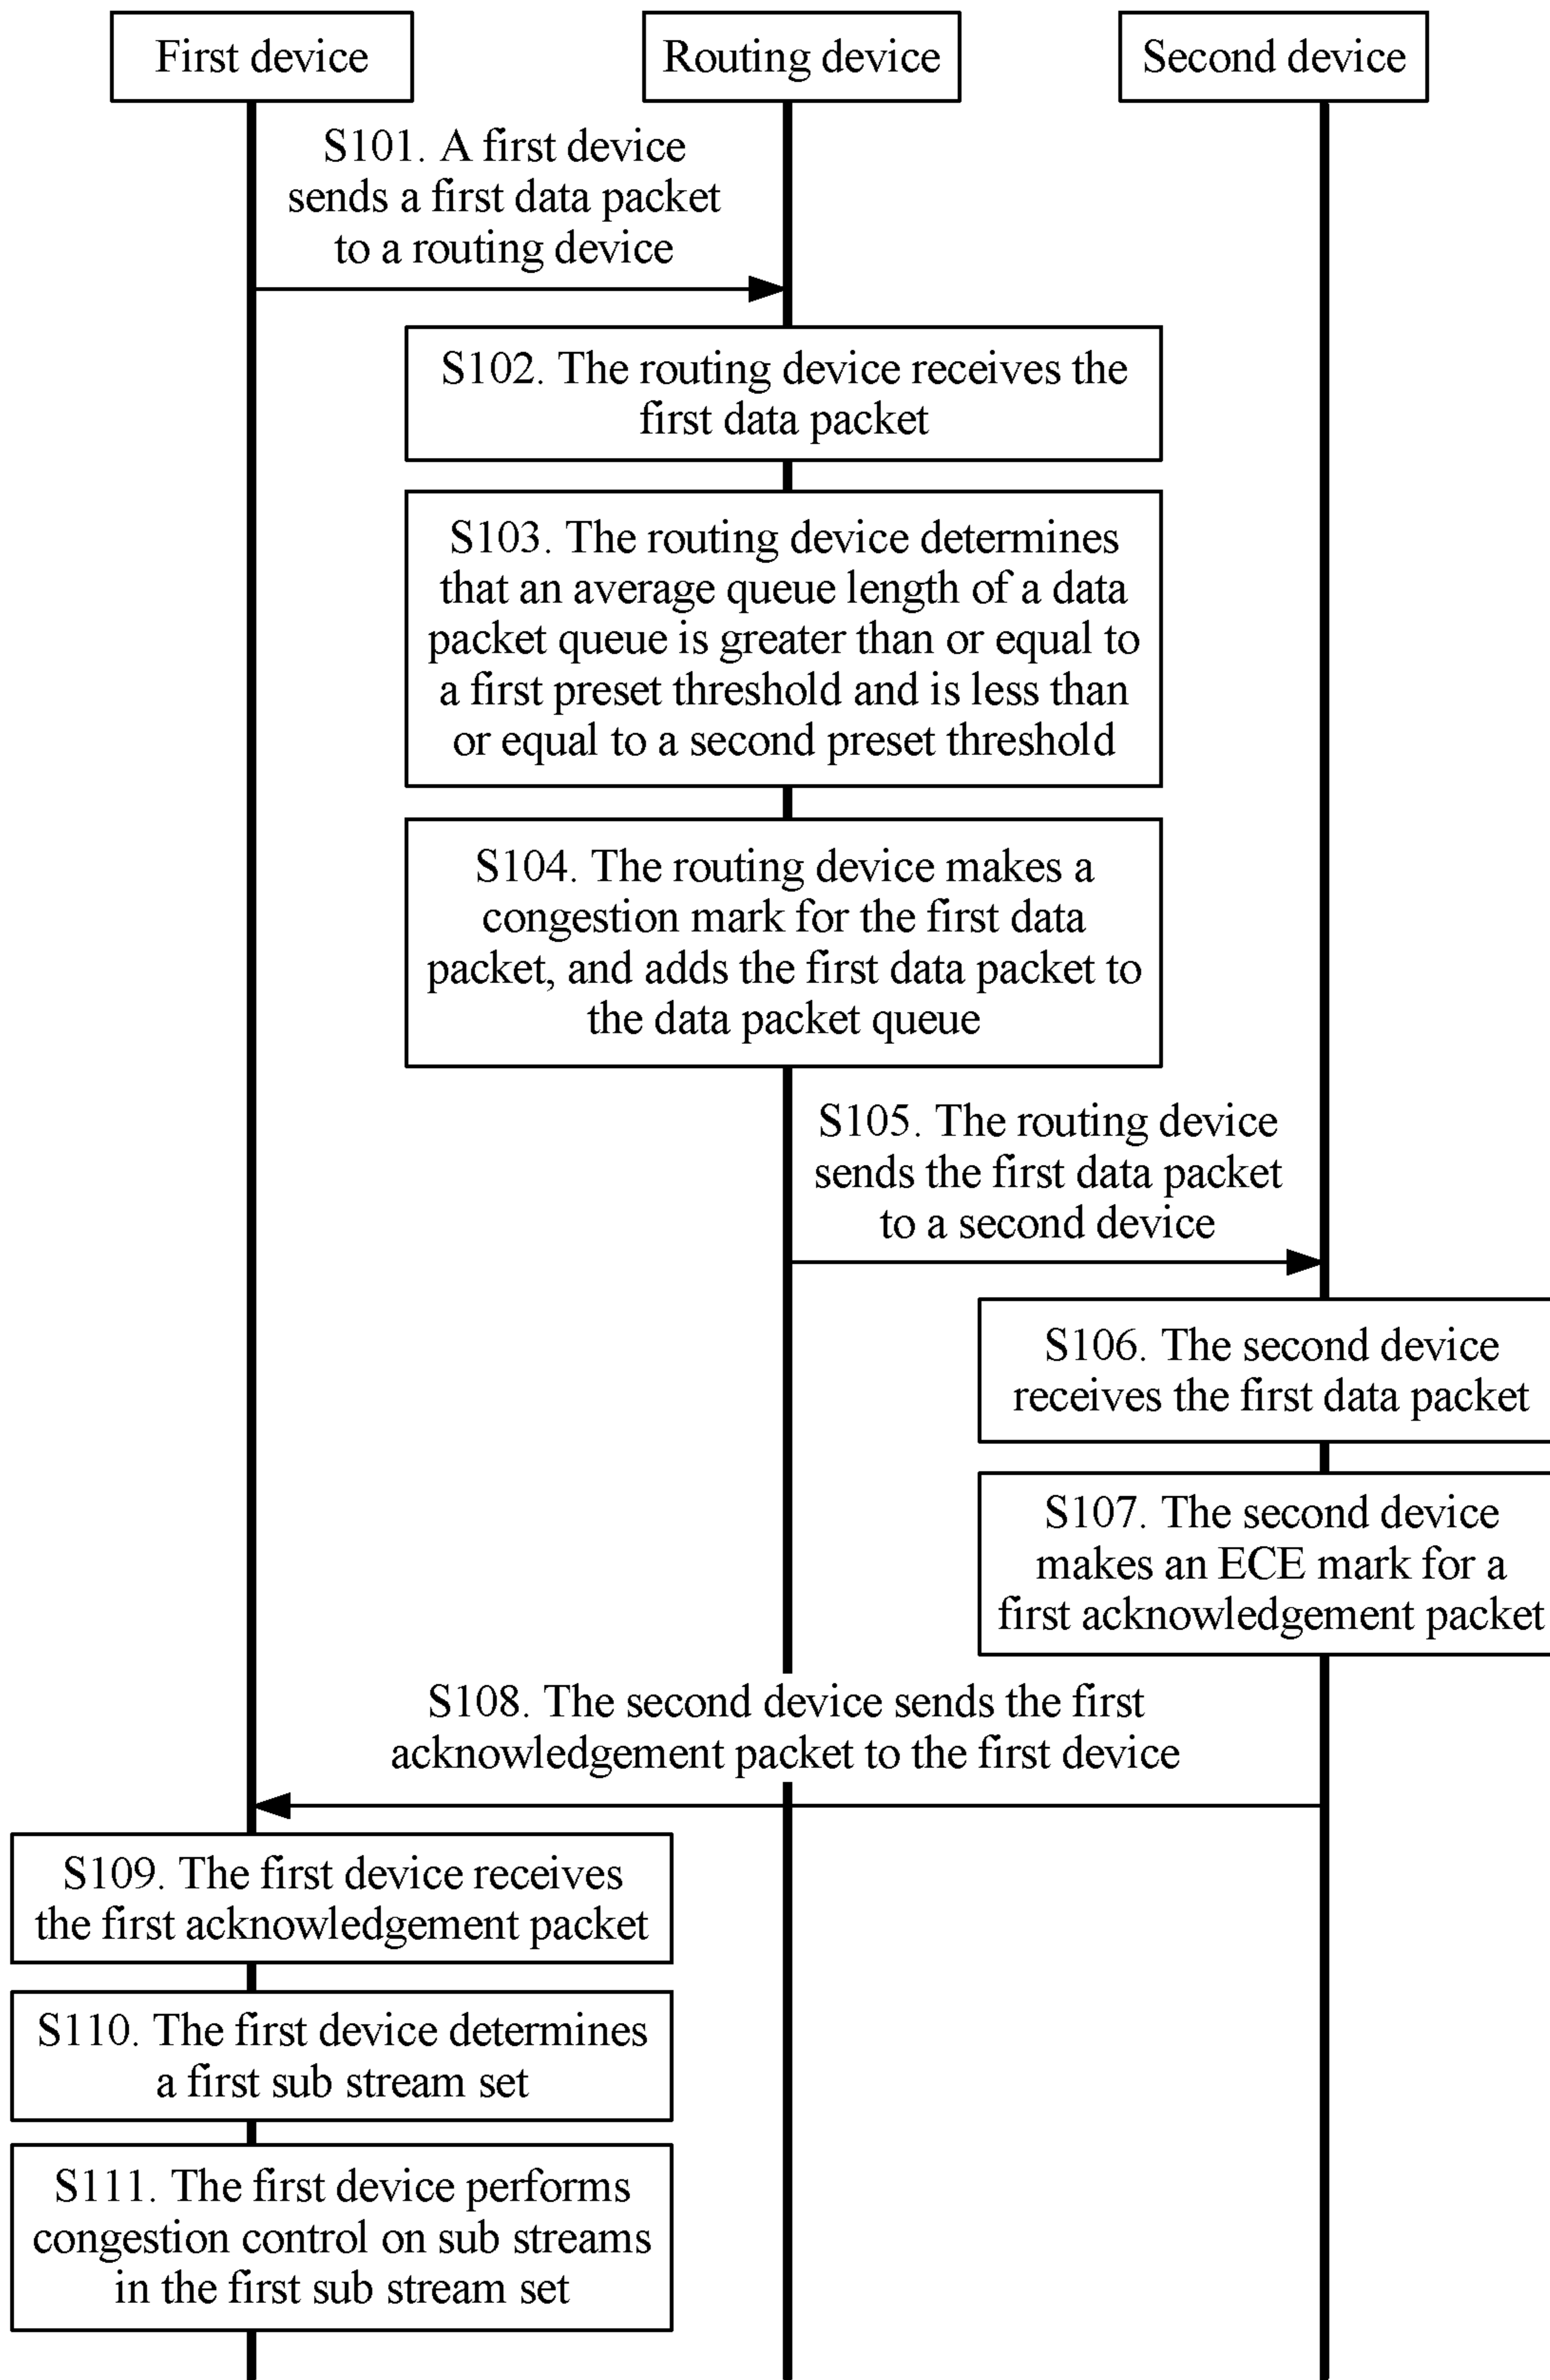 First device
Routing device
Second device
S101. A first device
sends a first data packet
to a routing device
S102. The routing device receives the
first data packet
S103. The routing device determines
that an average queue length of a data
packet queue is greater than or equal to
a first preset threshold and is less than
or equal to a second preset threshold
S104. The routing device makes a
congestion mark for the first data
packet, and adds the first data packet to
the data packet queue
S105. The routing device
sends the first data packet
to a second device
S106. The second device
receives the first data packet
S107. The second device
makes an ECE mark for a
first acknowledgement packet
S108. The second device sends the first
acknowledgement packet to the first device
S109. The first device receives
the first acknowledgement packet
S110. The first device determines
a first sub stream set
S111. The first device performs
congestion control on sub streams
in the first sub stream set